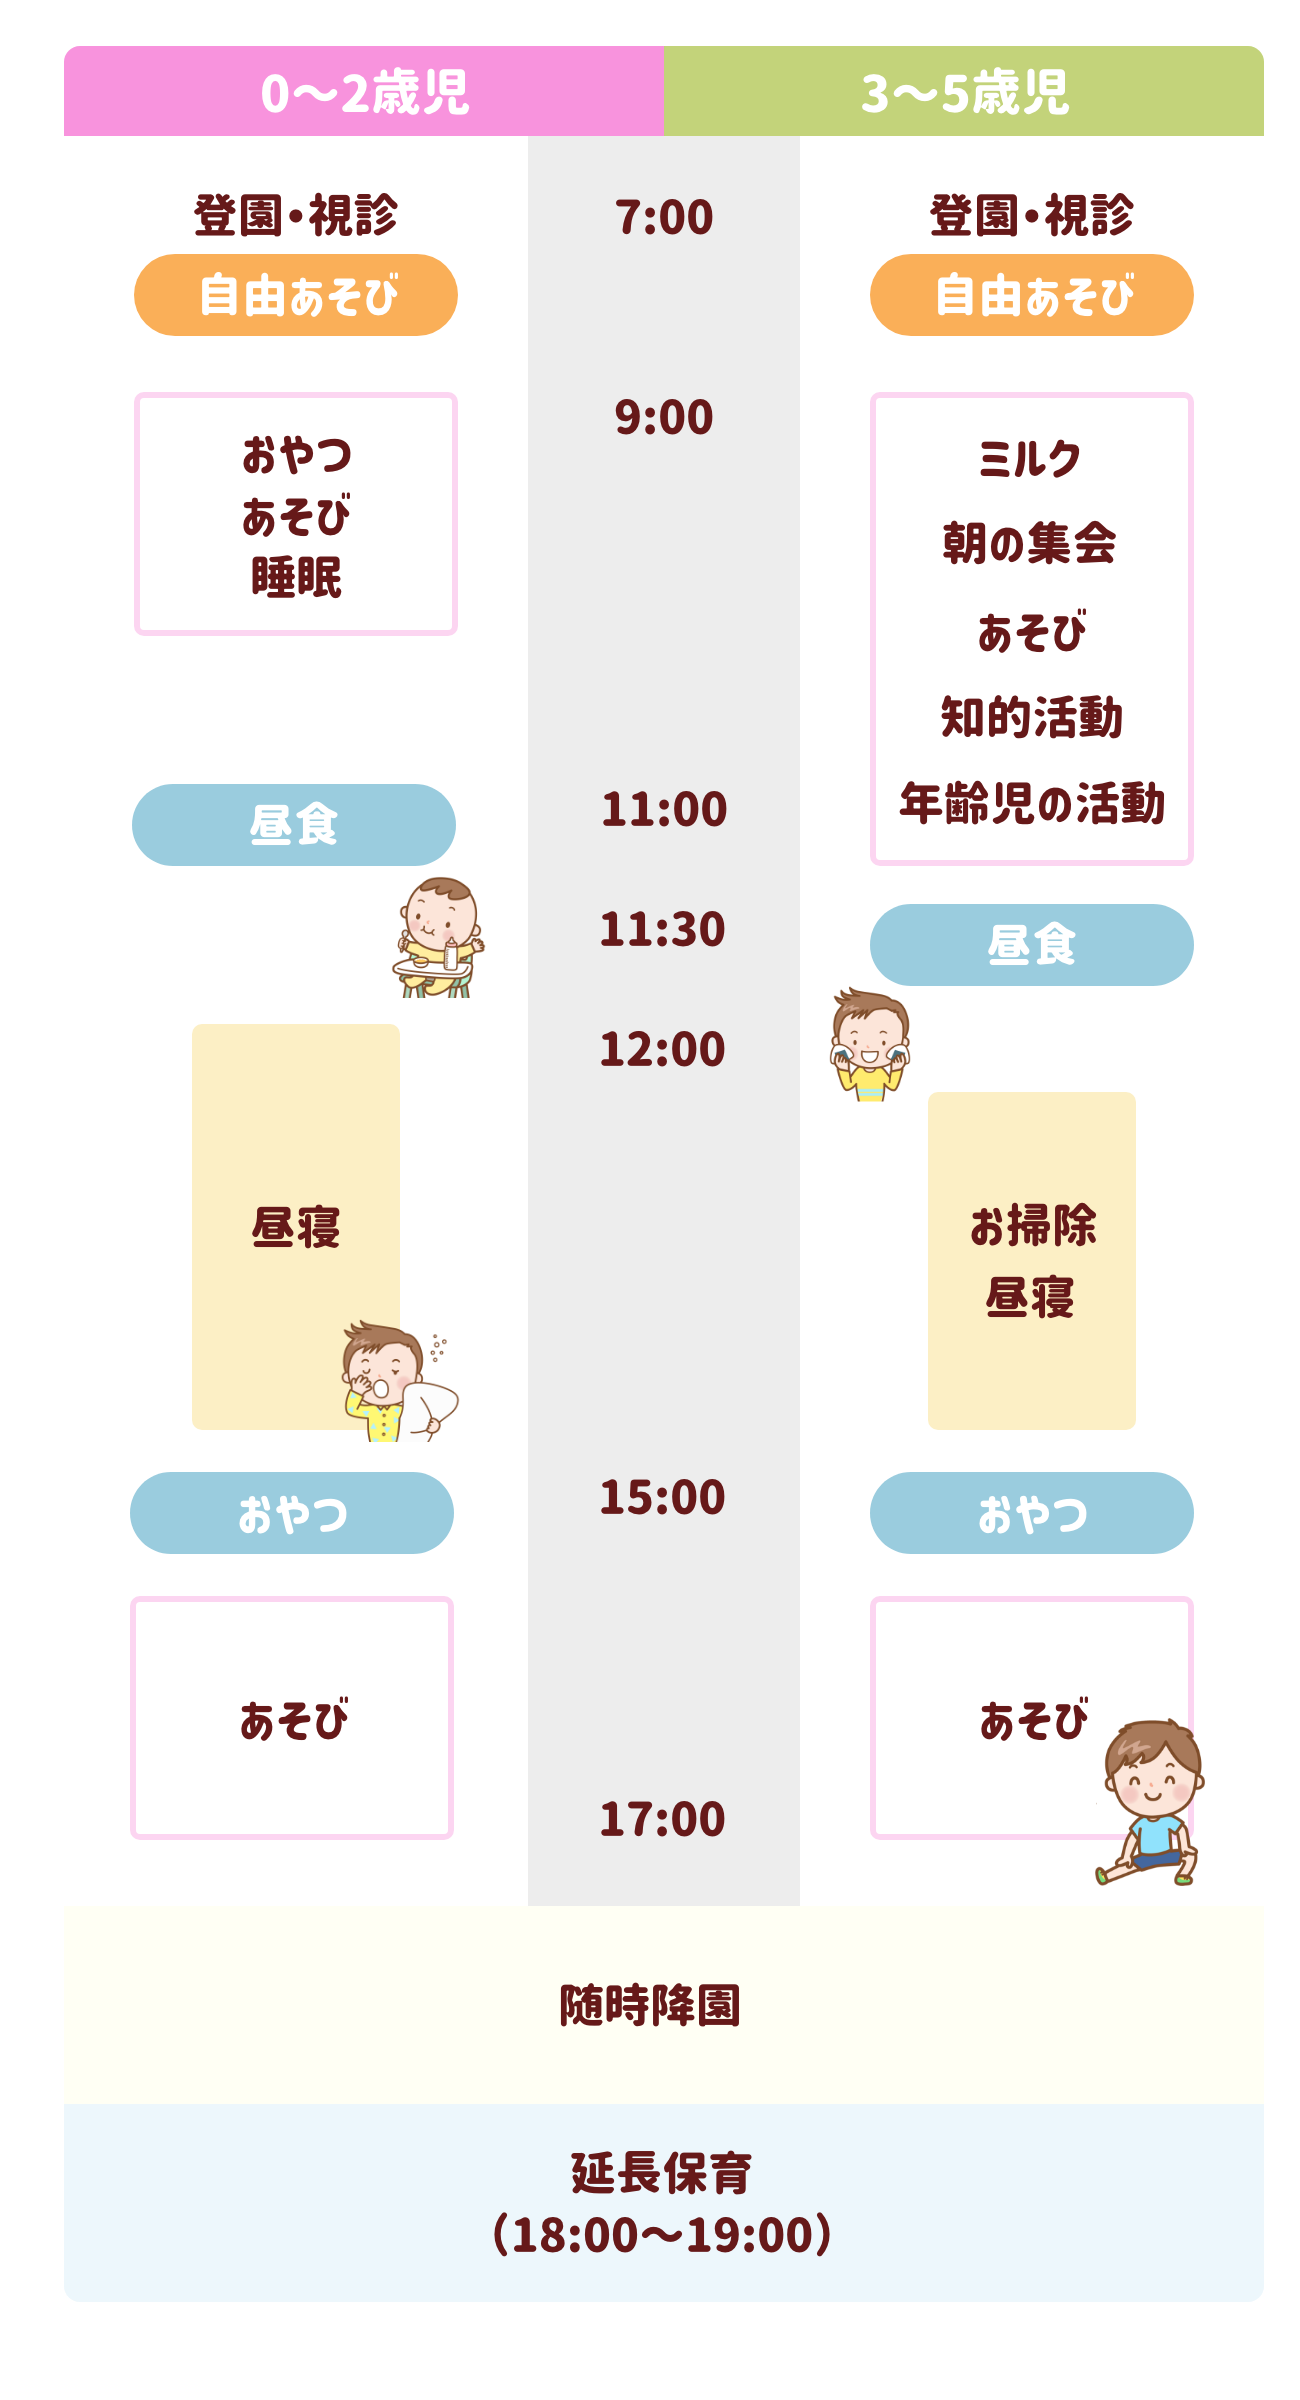 0～2歳児
3～5歳児
登園・視診
7:00
登園・視診
自由あそび
自由あそび
9:00
おやつ
あそび
睡眠
ミルク
朝の集会
あそび
知的活動
年齢児の活動
昼食
11:00
11:30
昼食
12:00
昼寝
お掃除
昼寝
おやつ
15:00
おやつ
あそび
あそび
17:00
随時降園
延長保育
（18:00～19:00）